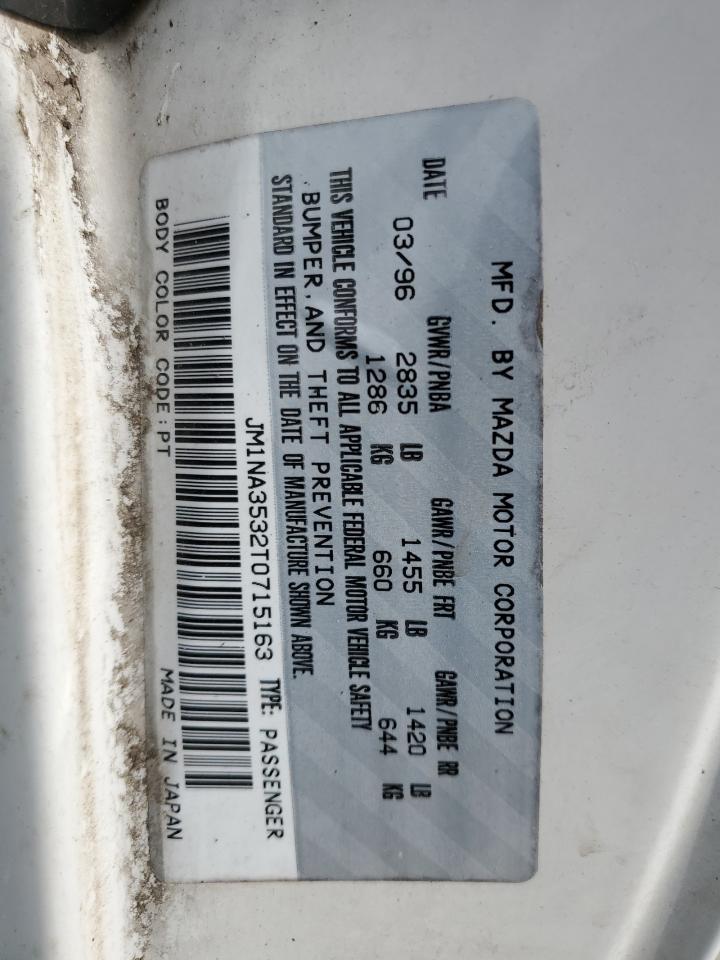 MFD. BY MAZDA MOTOR CORPORATION
DATE GVWR/PNBA GAWR/PNBE FRT GAWR/PNBE RR
03/96 2835 LB 1455 LB 1420 LB
1286 KG 660 KG 644 KG
THIS VEHICLE CONFORMS TO ALL APPLICABLE FEDERAL MOTOR VEHICLE SAFETY
BUMPER, AND THEFT PREVENTION
STANDARD IN EFFECT ON THE DATE OF MANUFACTURE SHOWN ABOVE.
JM1NA3532T0715163 TYPE: PASSENGER
BODY COLOR CODE:PT MADE IN JAPAN